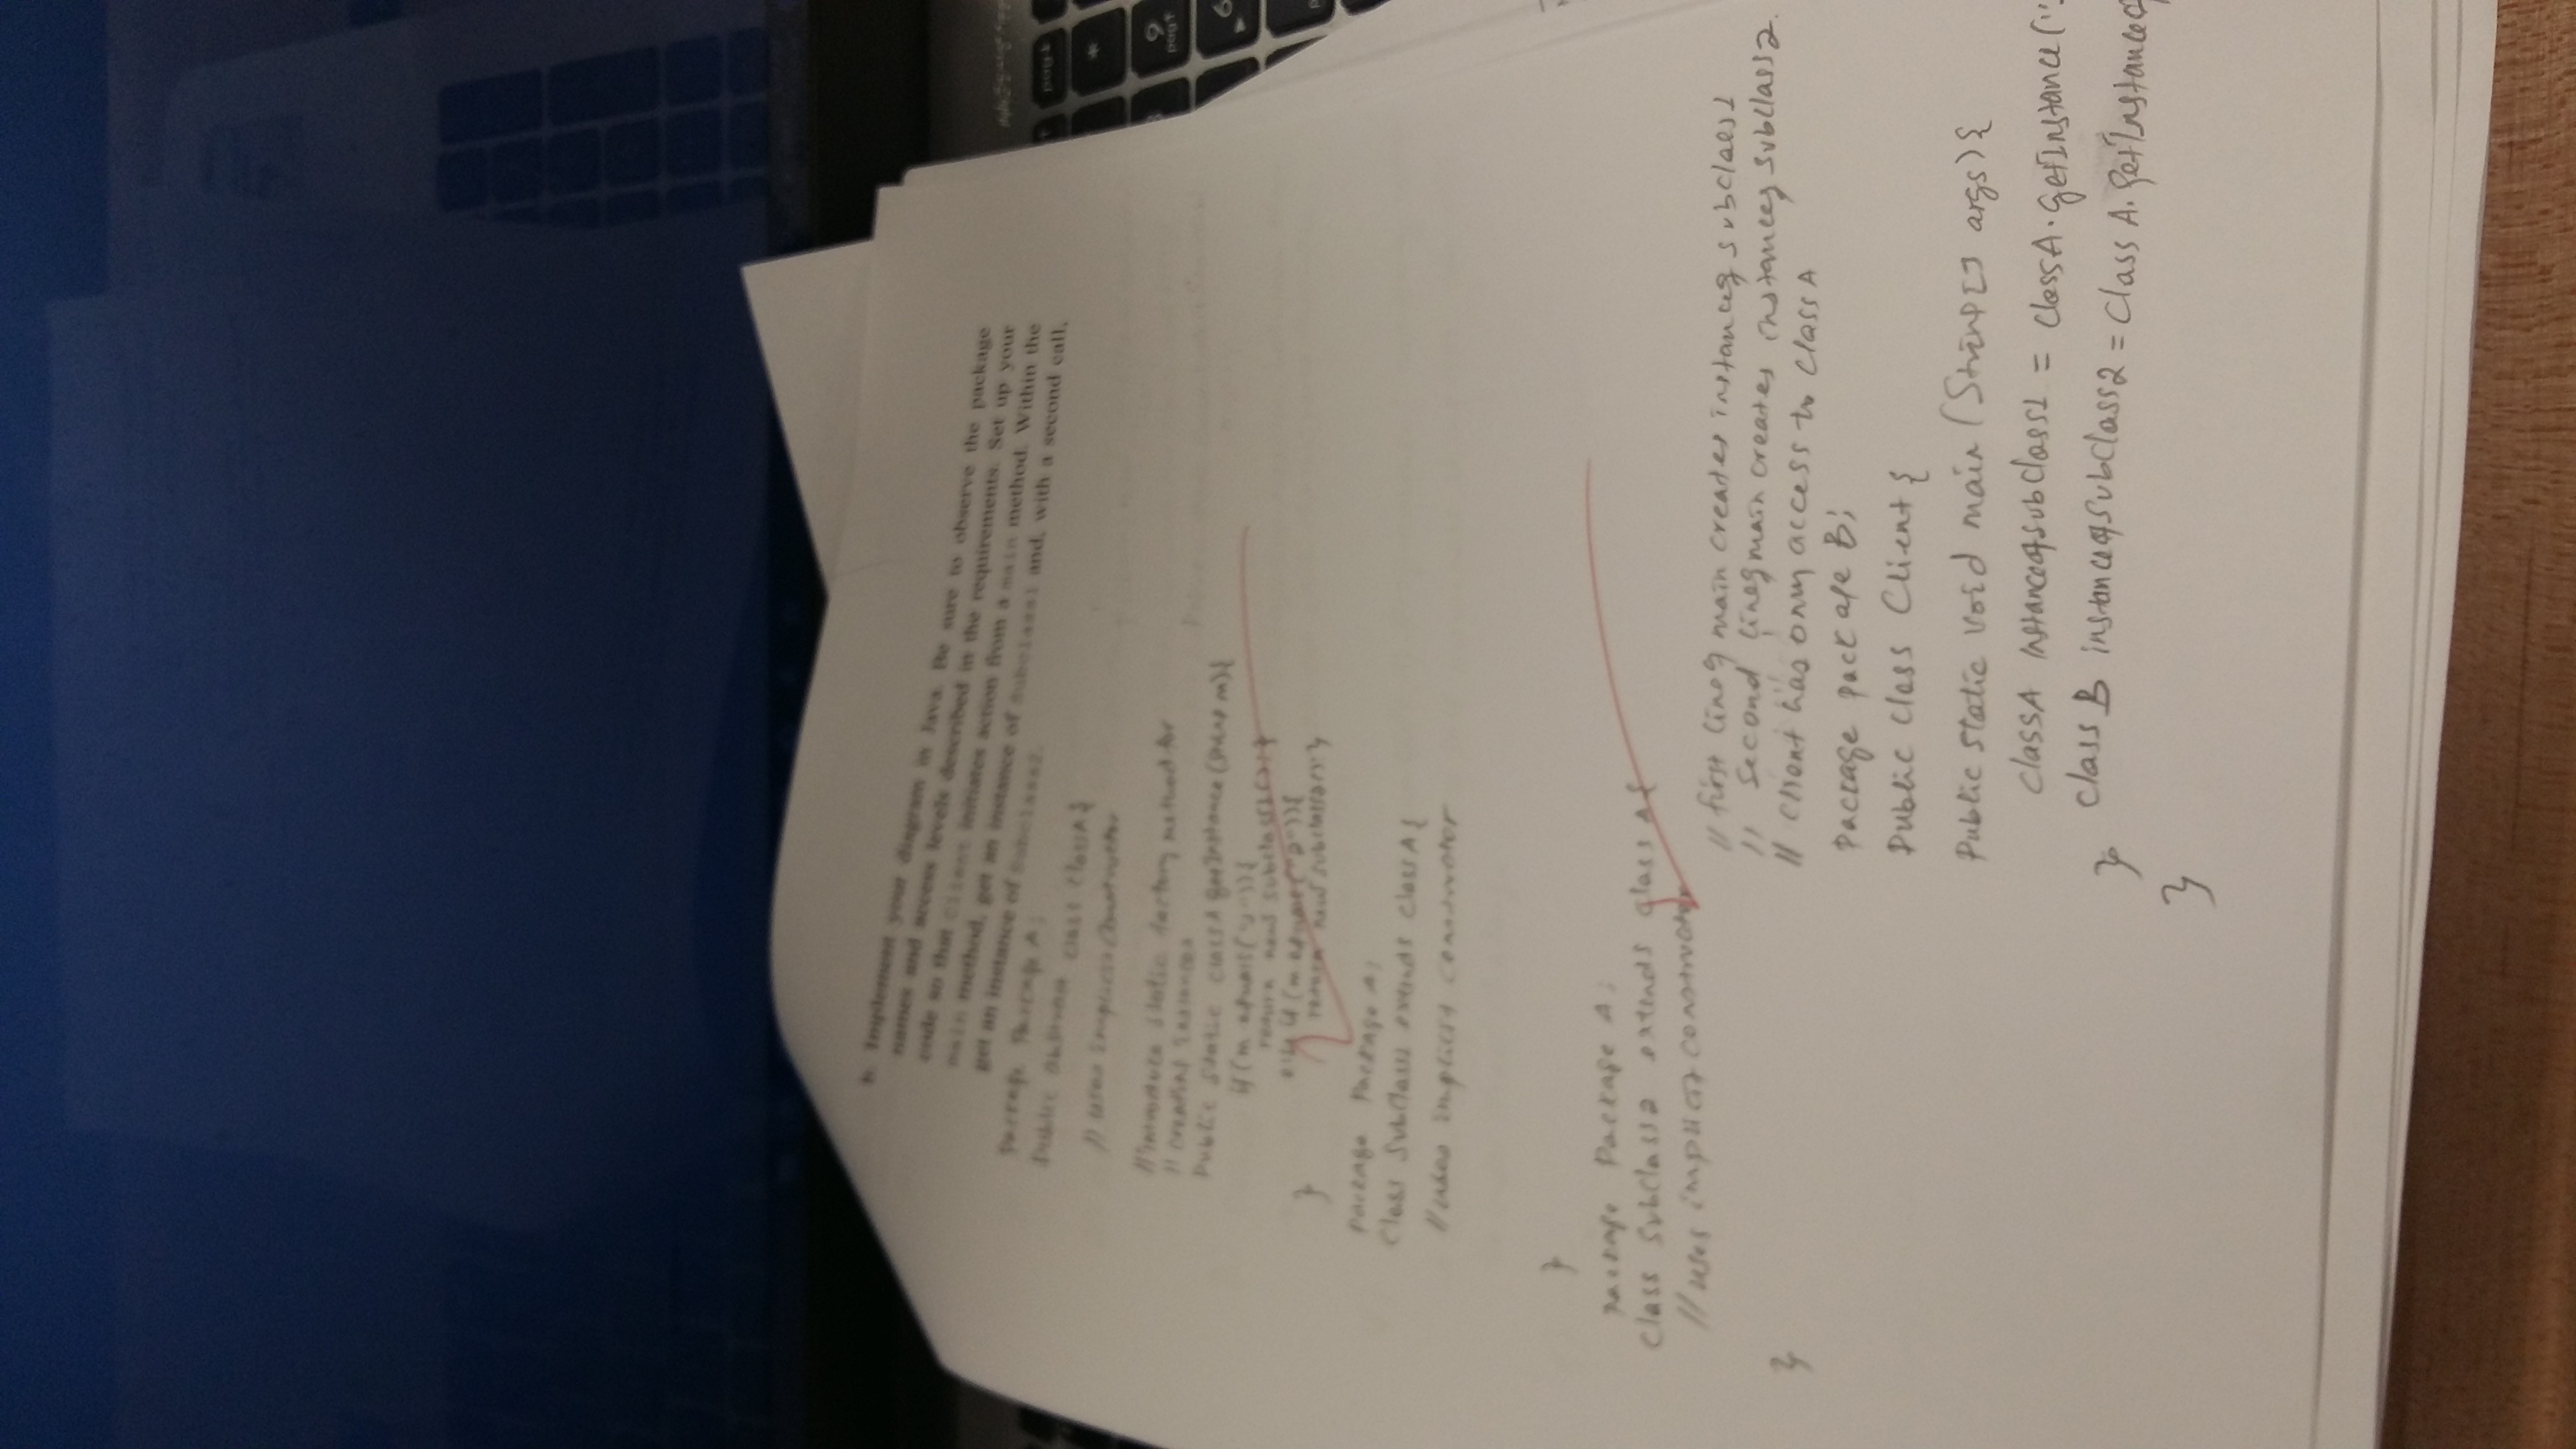 b. Implement your diagram in Java. Be sure to observe the package
names and access levels described in the requirements. Set up your
code so that Client initiates action from a main method. Within the
main method, get an instance of Subclass1 and, with a second call,
get an instance of Subclass2.
Package Package A;
Public abstract class ClassA{
// uses implicit constructor
// introduce static factory method for
// creating instances
Public static classA getInstance (String m){
if (m.equals("1")){
return new subclass1(); }
else if (m.equals("2")){
return new subclass2(); }
}
package Package A;
Class Subclass1 extends classA{
// uses implicit constructor
}
package Package A;
Class Subclass2 extends class A{
// uses implicit constructor
}
// first line of main creates instance of subclass1
// Second line of main creates instance of subclass2.
// client has only access to classA
Package package B;
Public class Client {
Public static void main (String[] args) {
classA instanceofsubclass1 = classA.getInstance("
class B instanceofsubclass2 = Class A. getInstance
}
}
pag↑
*
9
pag↑
6